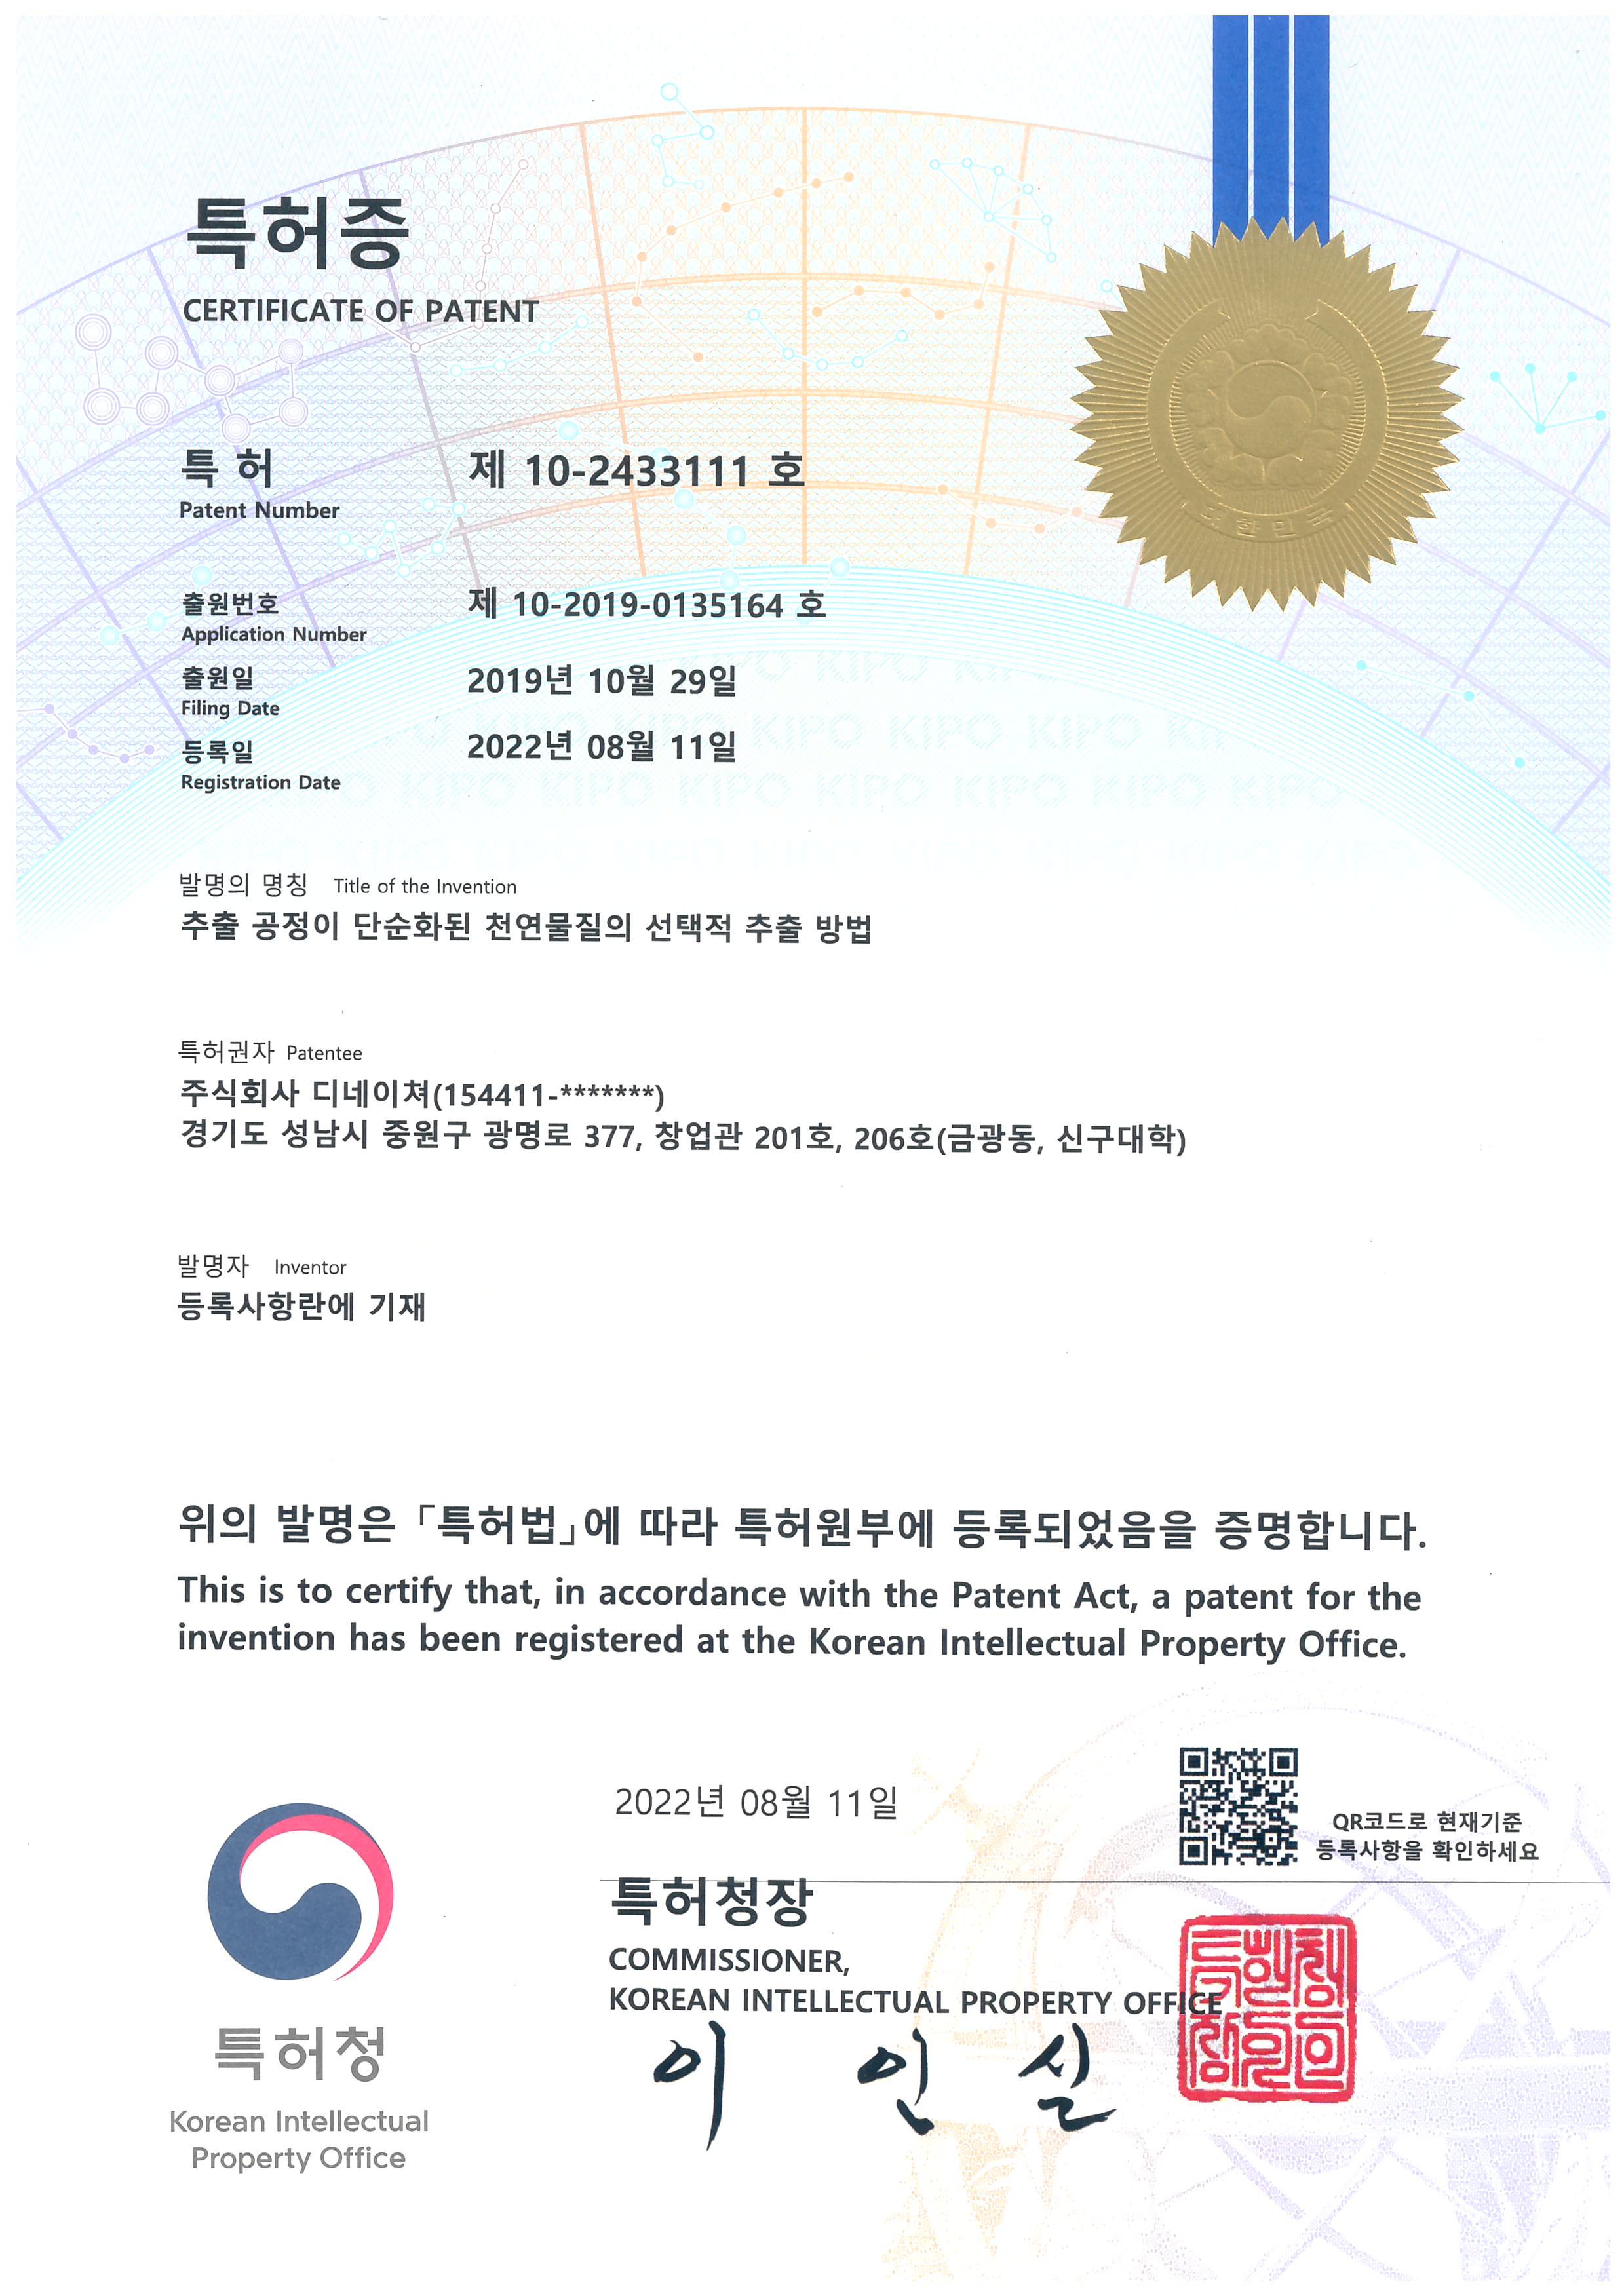 특허증
CERTIFICATE OF PATENT
특 허
Patent Number
제 10-2433111 호
출원번호
Application Number
제 10-2019-0135164 호
출원일
Filing Date
2019년 10월 29일
등록일
Registration Date
2022년 08월 11일
대한민국
발명의 명칭 Title of the Invention
추출 공정이 단순화된 천연물질의 선택적 추출 방법
특허권자 Patentee
주식회사 디네이쳐(154411-*******)
경기도 성남시 중원구 광명로 377, 창업관 201호, 206호(금광동, 신구대학)
발명자 Inventor
등록사항란에 기재
위의 발명은 「특허법」에 따라 특허원부에 등록되었음을 증명합니다.
This is to certify that, in accordance with the Patent Act, a patent for the
invention has been registered at the Korean Intellectual Property Office.
2022년 08월 11일
QR코드로 현재기준
등록사항을 확인하세요
특허청장
COMMISSIONER,
KOREAN INTELLECTUAL PROPERTY OFFICE
이 인 실
특허청
Korean Intellectual
Property Office